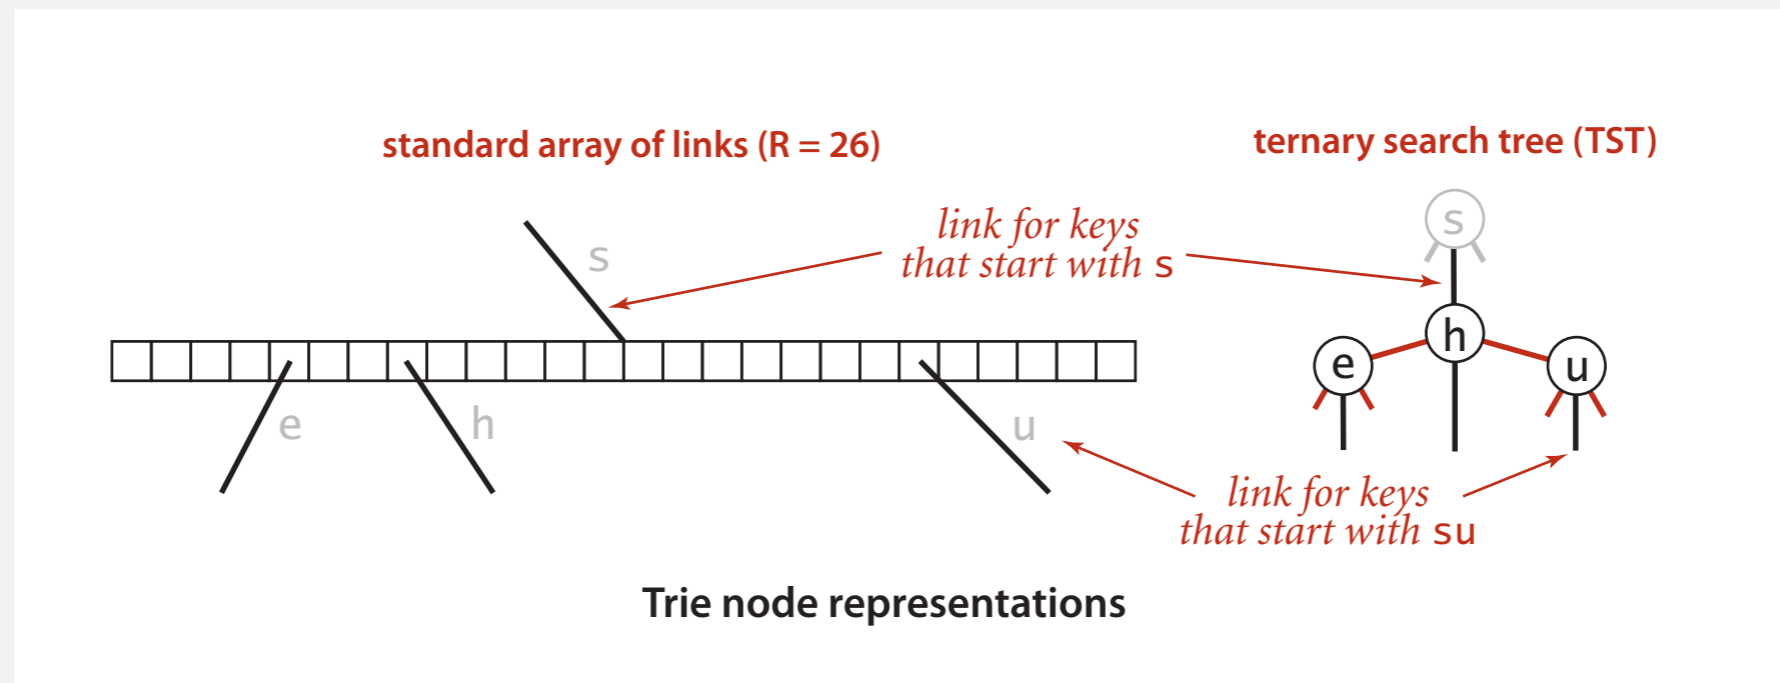 standard array of links (R = 26)
ternary search tree (TST)
s
link for keys
that start with s
s
h
e
u
e
h
u
link for keys
that start with su
Trie node representations